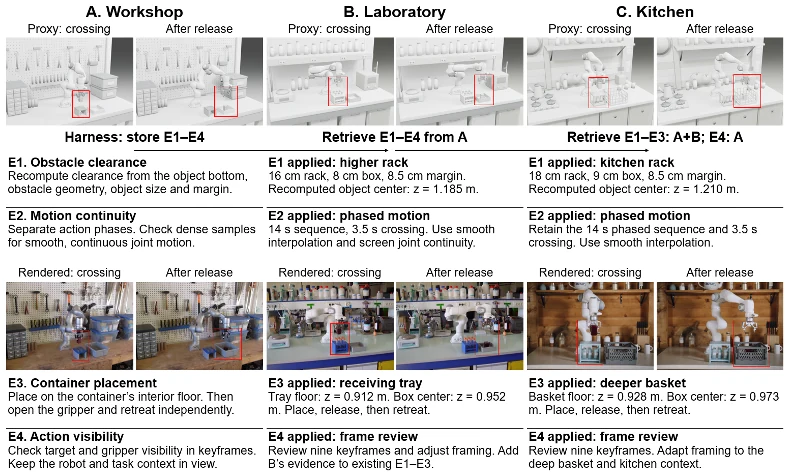 A. Workshop
B. Laboratory
C. Kitchen
Proxy: crossing
After release
Proxy: crossing
After release
Proxy: crossing
After release
Harness: store E1–E4
Retrieve E1–E4 from A
Retrieve E1–E3: A+B; E4: A
E1. Obstacle clearance
Recompute clearance from the object bottom,
obstacle geometry, object size and margin.
E1 applied: higher rack
16 cm rack, 8 cm box, 8.5 cm margin.
Recomputed object center: z = 1.185 m.
E1 applied: kitchen rack
18 cm rack, 9 cm box, 8.5 cm margin.
Recomputed object center: z = 1.210 m.
E2. Motion continuity
Separate action phases. Check dense samples
for smooth, continuous joint motion.
E2 applied: phased motion
14 s sequence, 3.5 s crossing. Use smooth
interpolation and screen joint continuity.
E2 applied: phased motion
Retain the 14 s phased sequence and 3.5 s
crossing. Use smooth interpolation.
Rendered: crossing
After release
Rendered: crossing
After release
Rendered: crossing
After release
E3. Container placement
Place on the container's interior floor. Then
open the gripper and retreat independently.
E3 applied: receiving tray
Tray floor: z = 0.912 m. Box center: z = 0.952
m. Place, release, then retreat.
E3 applied: deeper basket
Basket floor: z = 0.928 m. Box center: z = 0.973
m. Place, release, then retreat.
E4. Action visibility
Check target and gripper visibility in keyframes.
Keep the robot and task context in view.
E4 applied: frame review
Review nine keyframes and adjust framing. Add
B's evidence to existing E1–E3.
E4 applied: frame review
Review nine keyframes. Adapt framing to the
deep basket and kitchen context.